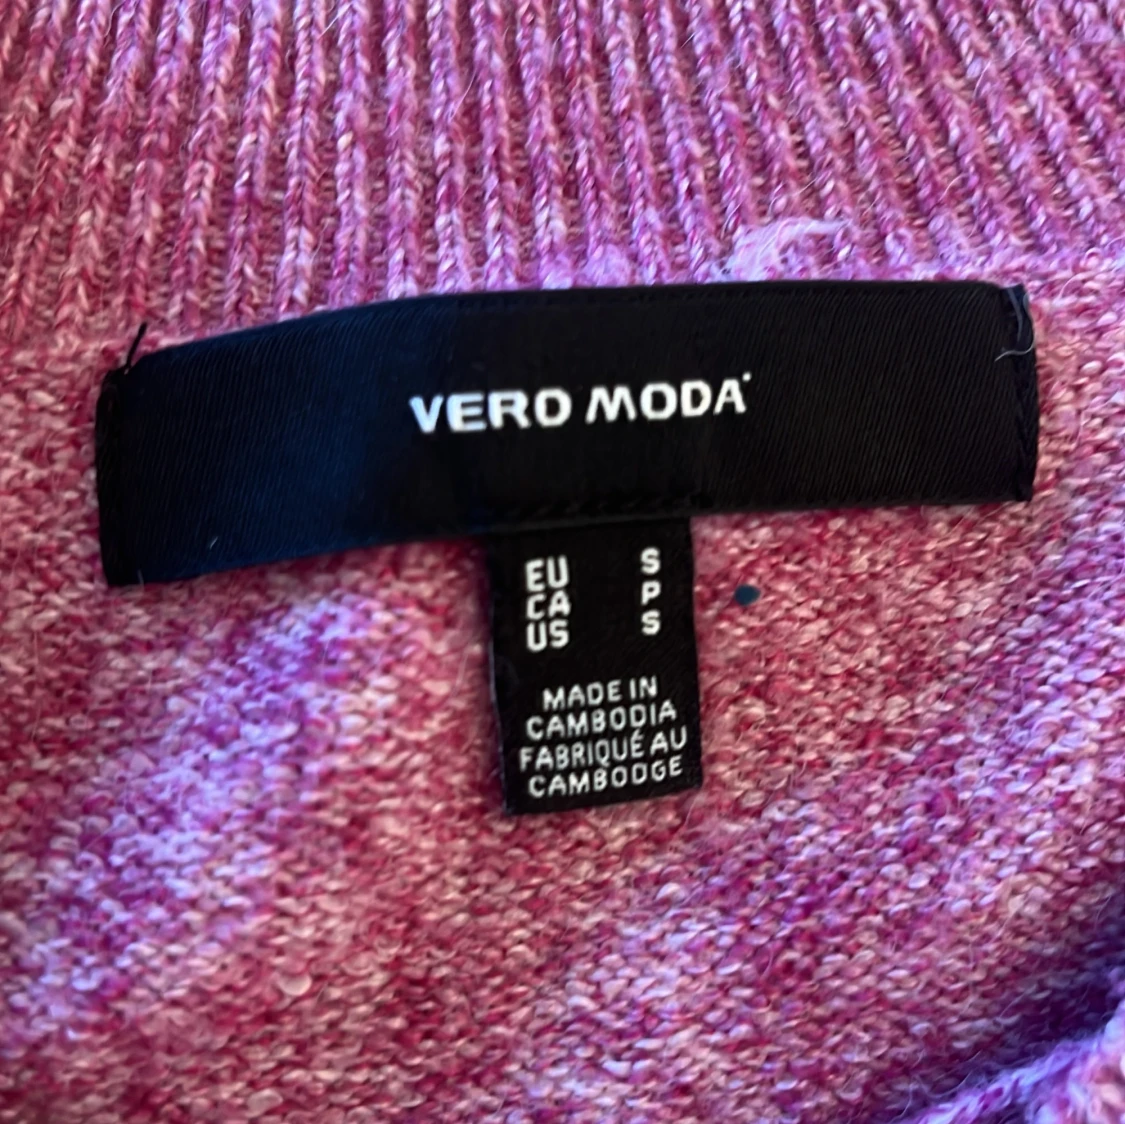 VERO MODA
EU S
CA P
US S
MADE IN
CAMBODIA
FABRIQUÉ AU
CAMBODGE